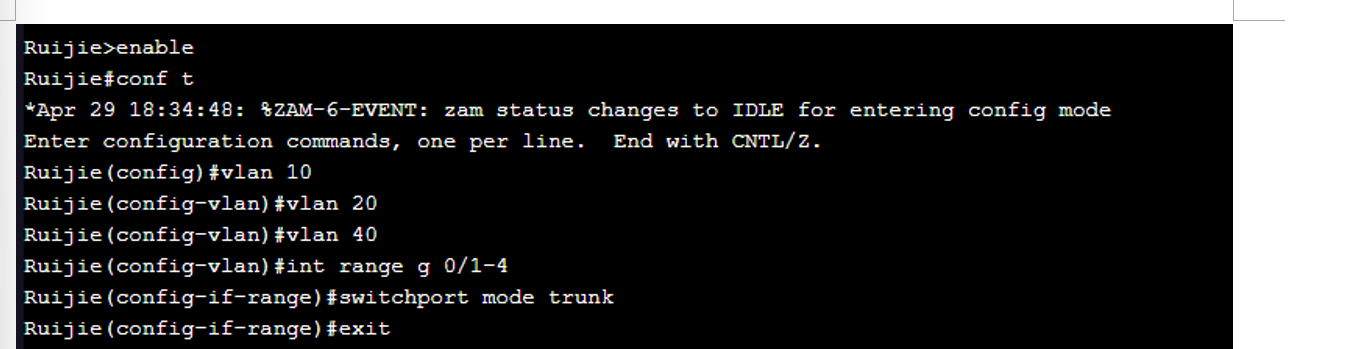 Ruijie>enable
Ruijie#conf t
*Apr 29 18:34:48: %ZAM-6-EVENT: zam status changes to IDLE for entering config mode
Enter configuration commands, one per line.  End with CNTL/Z.
Ruijie(config)#vlan 10
Ruijie(config-vlan)#vlan 20
Ruijie(config-vlan)#vlan 40
Ruijie(config-vlan)#int range g 0/1-4
Ruijie(config-if-range)#switchport mode trunk
Ruijie(config-if-range)#exit